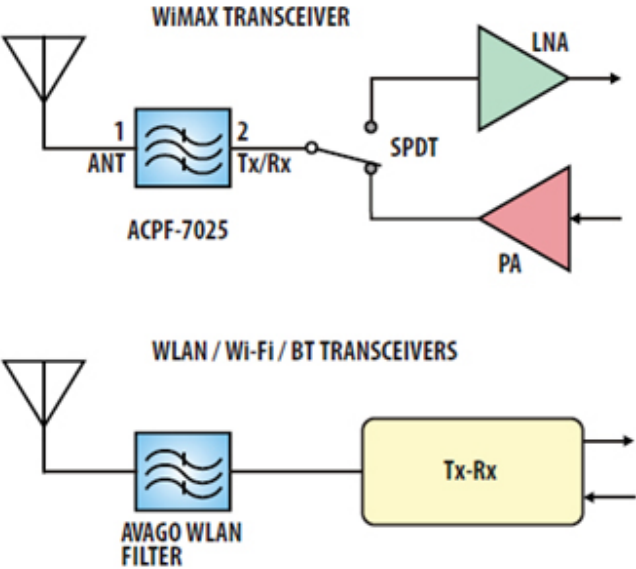 WiMAX TRANSCEIVER
LNA
1 2
ANT Tx/Rx
SPDT
ACPF-7025
PA
WLAN / Wi-Fi / BT TRANSCEIVERS
Tx-Rx
AVAGO WLAN
FILTER